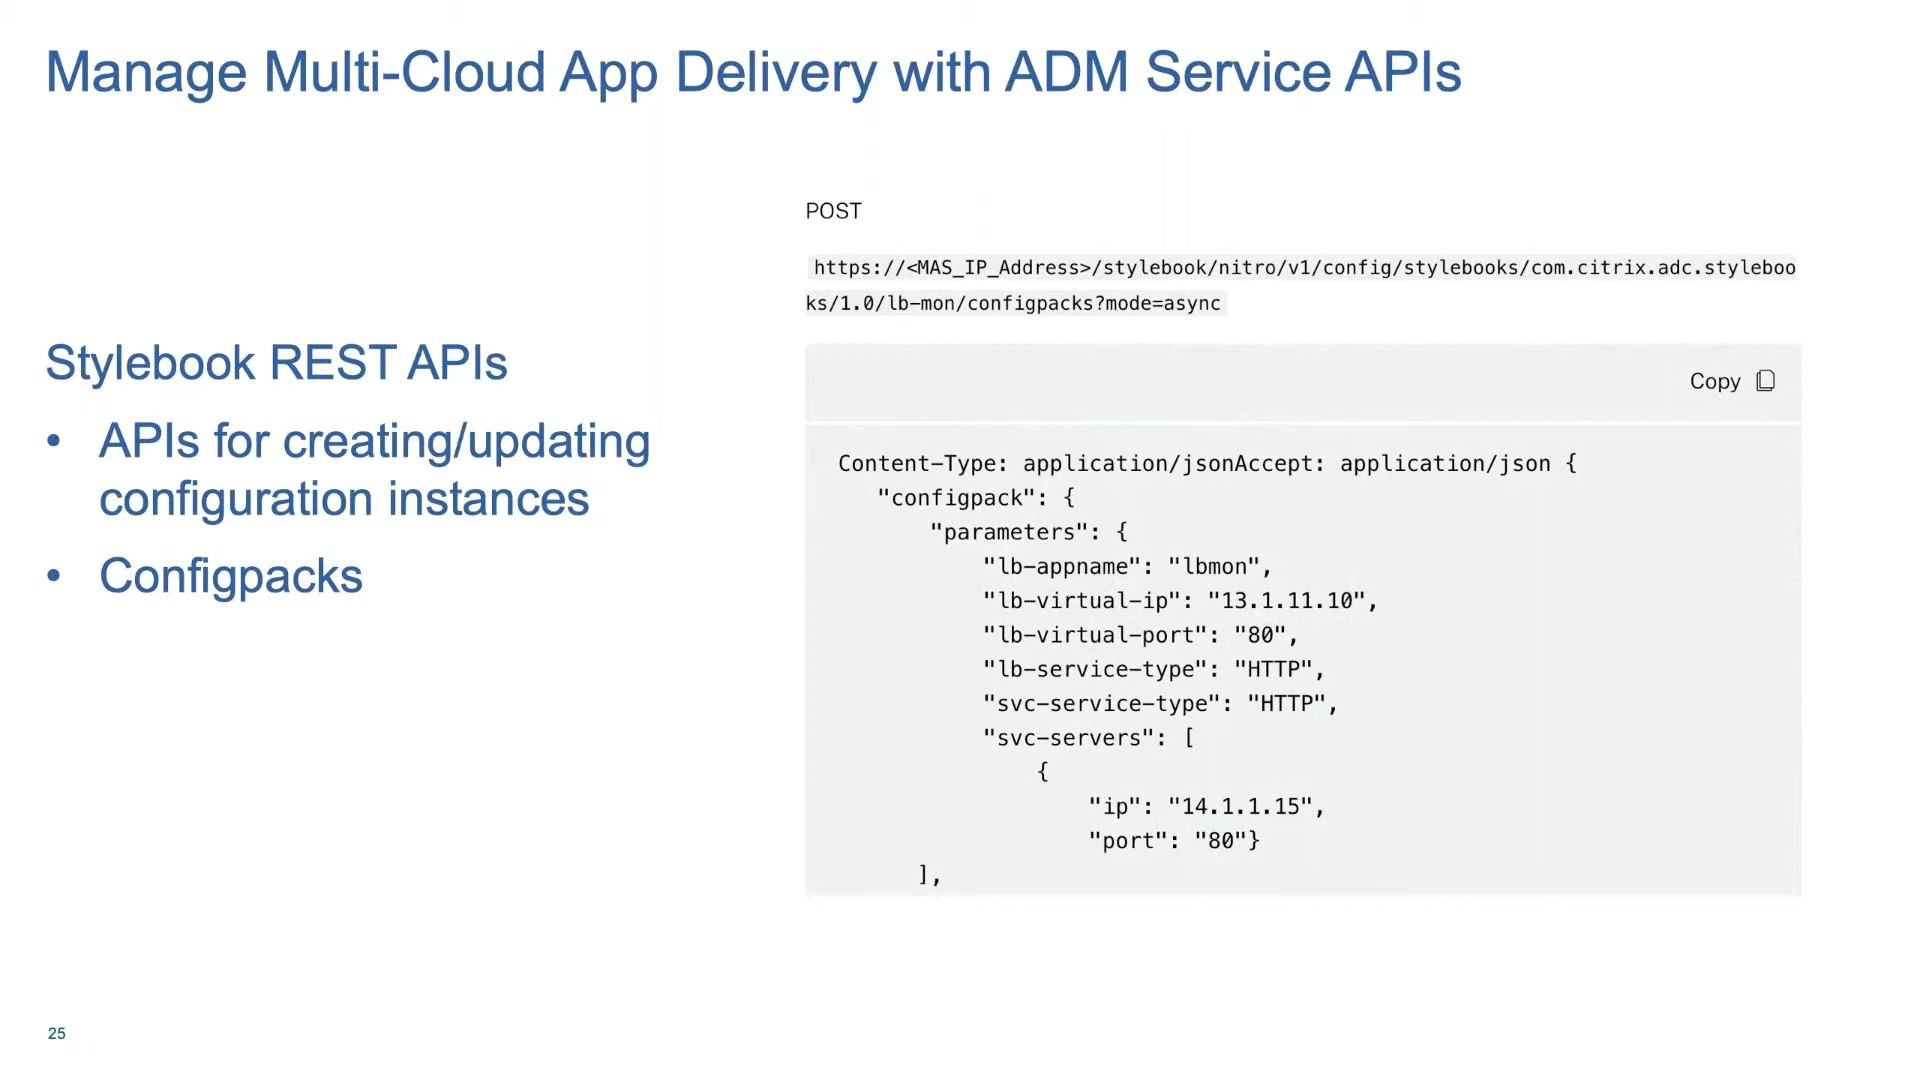 Manage Multi-Cloud App Delivery with ADM Service APIs
Stylebook REST APIs
• APIs for creating/updating
configuration instances
• Configpacks
POST
https://<MAS_IP_Address>/stylebook/nitro/v1/config/stylebooks/com.citrix.adc.styleboo
ks/1.0/lb-mon/configpacks?mode=async
Copy
Content-Type: application/jsonAccept: application/json {
"configpack": {
"parameters": {
"lb-appname": "lbmon",
"lb-virtual-ip": "13.1.11.10",
"lb-virtual-port": "80",
"lb-service-type": "HTTP",
"svc-service-type": "HTTP",
"svc-servers": [
{
"ip": "14.1.1.15",
"port": "80"}
],
25